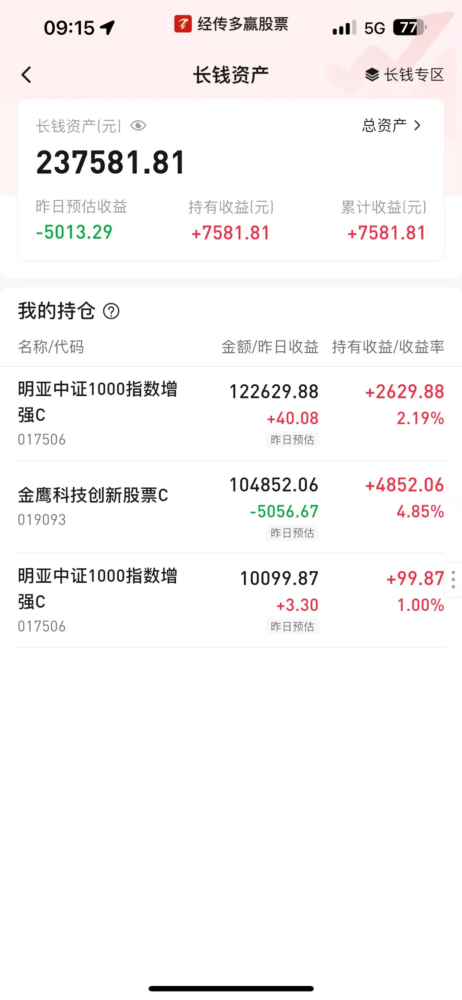 09:15
经传多赢股票
5G
77
长钱资产
长钱专区
长钱资产(元)
总资产
237581.81
昨日预估收益 持有收益(元) 累计收益(元)
-5013.29 +7581.81 +7581.81
我的持仓
名称/代码 金额/昨日收益 持有收益/收益率
明亚中证1000指数增 122629.88 +2629.88
强C +40.08 2.19%
017506 昨日预估
104852.06 +4852.06
金鹰科技创新股票C -5056.67 4.85%
019093 昨日预估
明亚中证1000指数增 10099.87 +99.87
强C +3.30 1.00%
017506 昨日预估